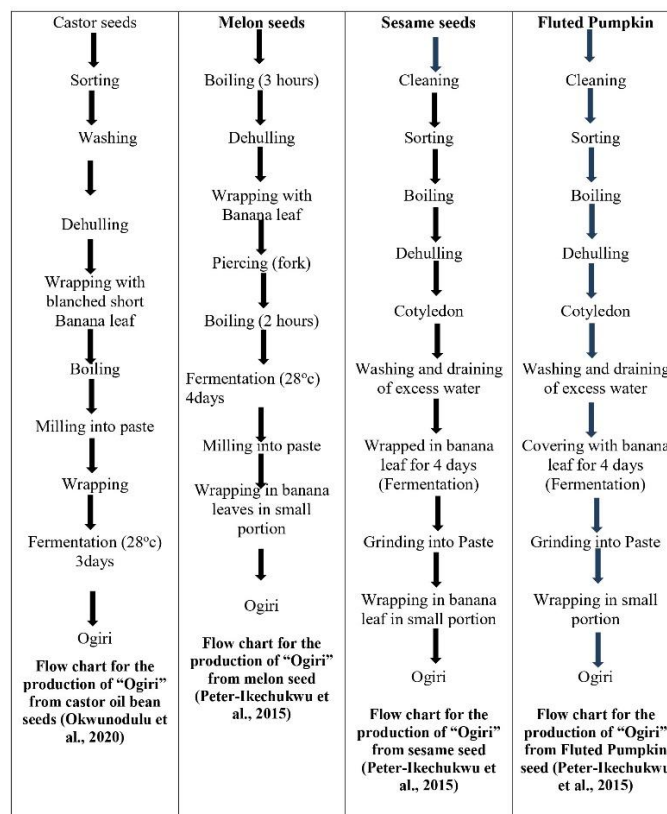 Castor seeds
Sorting
Washing
Dehulling
Wrapping with
blanched short
Banana leaf
Boiling
Milling into paste
Wrapping
Fermentation (28°c)
3days
Ogiri
Flow chart for the
production of “Ogiri”
from castor oil bean
seeds (Okwunodulu et
al., 2020)
Melon seeds
Boiling (3 hours)
Dehulling
Wrapping with
Banana leaf
Piercing (fork)
Boiling (2 hours)
Fermentation (28°c)
4days
Milling into paste
Wrapping in banana
leaves in small
portion
Ogiri
Flow chart for the
production of “Ogiri”
from melon seed
(Peter-Ikechukwu et
al., 2015)
Sesame seeds
Cleaning
Sorting
Boiling
Dehulling
Cotyledon
Washing and draining
of excess water
Wrapped in banana
leaf for 4 days
(Fermentation)
Grinding into Paste
Wrapping in banana
leaf in small portion
Ogiri
Flow chart for the
production of “Ogiri”
from sesame seed
(Peter-Ikechukwu et
al., 2015)
Fluted Pumpkin
Cleaning
Sorting
Boiling
Dehulling
Cotyledon
Washing and draining
of excess water
Covering with banana
leaf for 4 days
(Fermentation)
Grinding into Paste
Wrapping in small
portion
Ogiri
Flow chart for the
production of “Ogiri”
from Fluted Pumpkin
seed (Peter-Ikechukwu
et al., 2015)